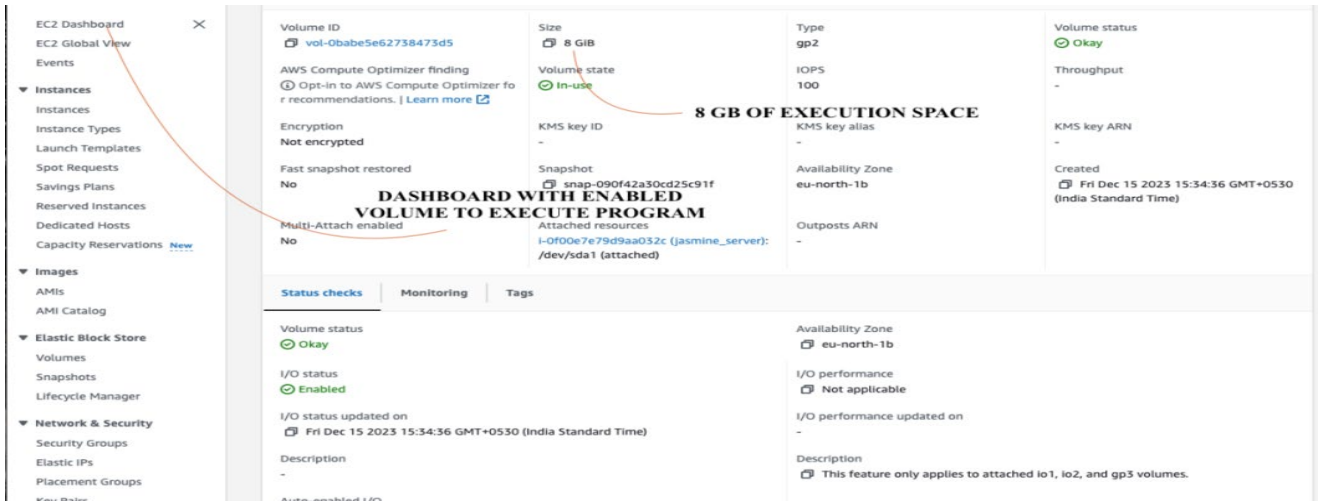 EC2 Dashboard
EC2 Global View
Events
Instances
Instances
Instance Types
Launch Templates
Spot Requests
Savings Plans
Reserved Instances
Dedicated Hosts
Capacity Reservations New
Images
AMIs
AMI Catalog
Elastic Block Store
Volumes
Snapshots
Lifecycle Manager
Network & Security
Security Groups
Elastic IPs
Placement Groups
Key Pairs
Volume ID
vol-0babe5e62738473d5
Size
8 GiB
Type
gp2
Volume status
Okay
AWS Compute Optimizer finding
Opt-in to AWS Compute Optimizer fo
r recommendations. | Learn more
Volume state
In-use
IOPS
100
Throughput
-
8 GB OF EXECUTION SPACE
Encryption
Not encrypted
KMS key ID
-
KMS key alias
-
KMS key ARN
-
Fast snapshot restored
No
Snapshot
snap-090f42a30cd25c91f
Availability Zone
eu-north-1b
Created
Fri Dec 15 2023 15:34:36 GMT+0530
(India Standard Time)
DASHBOARD WITH ENABLED
VOLUME TO EXECUTE PROGRAM
Multi-Attach enabled
No
Attached resources
i-0f00e7e79d9aa032c (jasmine_server):
/dev/sda1 (attached)
Outposts ARN
-
Status checks
Monitoring
Tags
Volume status
Okay
Availability Zone
eu-north-1b
I/O status
Enabled
I/O performance
Not applicable
I/O status updated on
Fri Dec 15 2023 15:34:36 GMT+0530 (India Standard Time)
I/O performance updated on
-
Description
-
Description
This feature only applies to attached io1, io2, and gp3 volumes.
Auto-enabled I/O